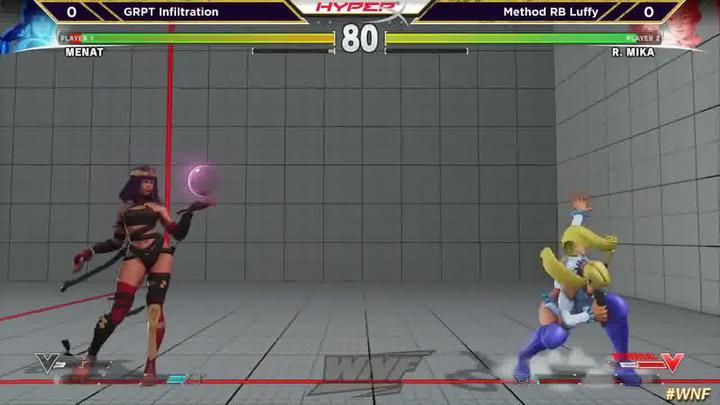 0 GRPT Infiltration HYPER Method RB Luffy 0
PLAYER 1 80 PLAYER 2
MENAT R. MIKA
WNF
#WNF